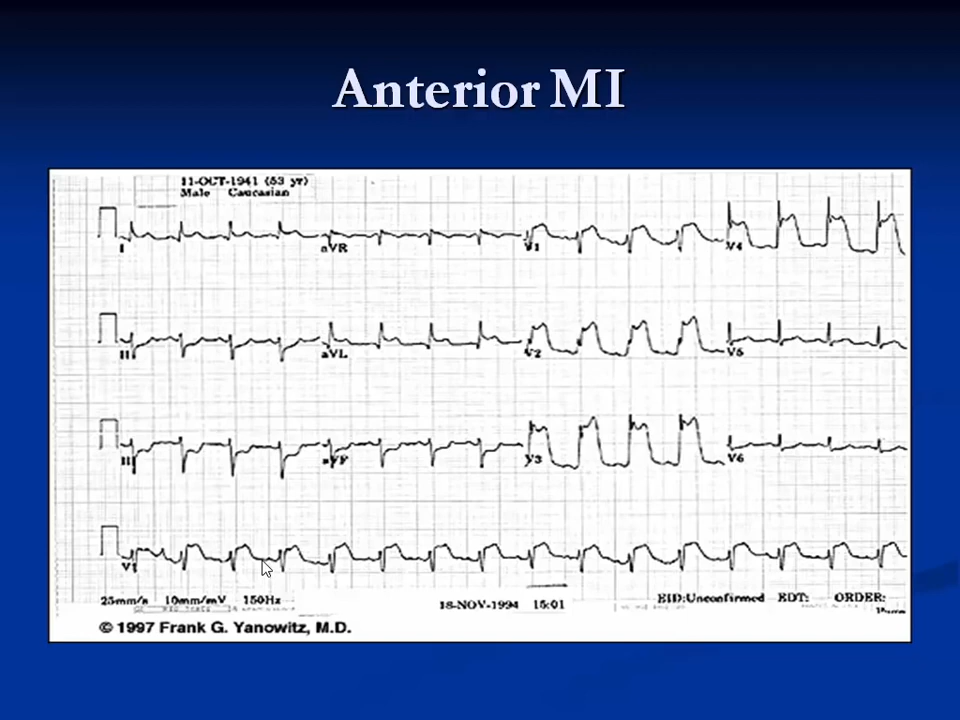 Anterior MI
11-OCT-1941 (53 yr)
Male Caucasian
I aVR V1 V4
II aVL V2 V5
III aVF V3 V6
V1
25mm/s 10mm/mV 150Hz 18-NOV-1994 15:01 EID:Unconfirmed EDT: ORDER:
© 1997 Frank G. Yanowitz, M.D.